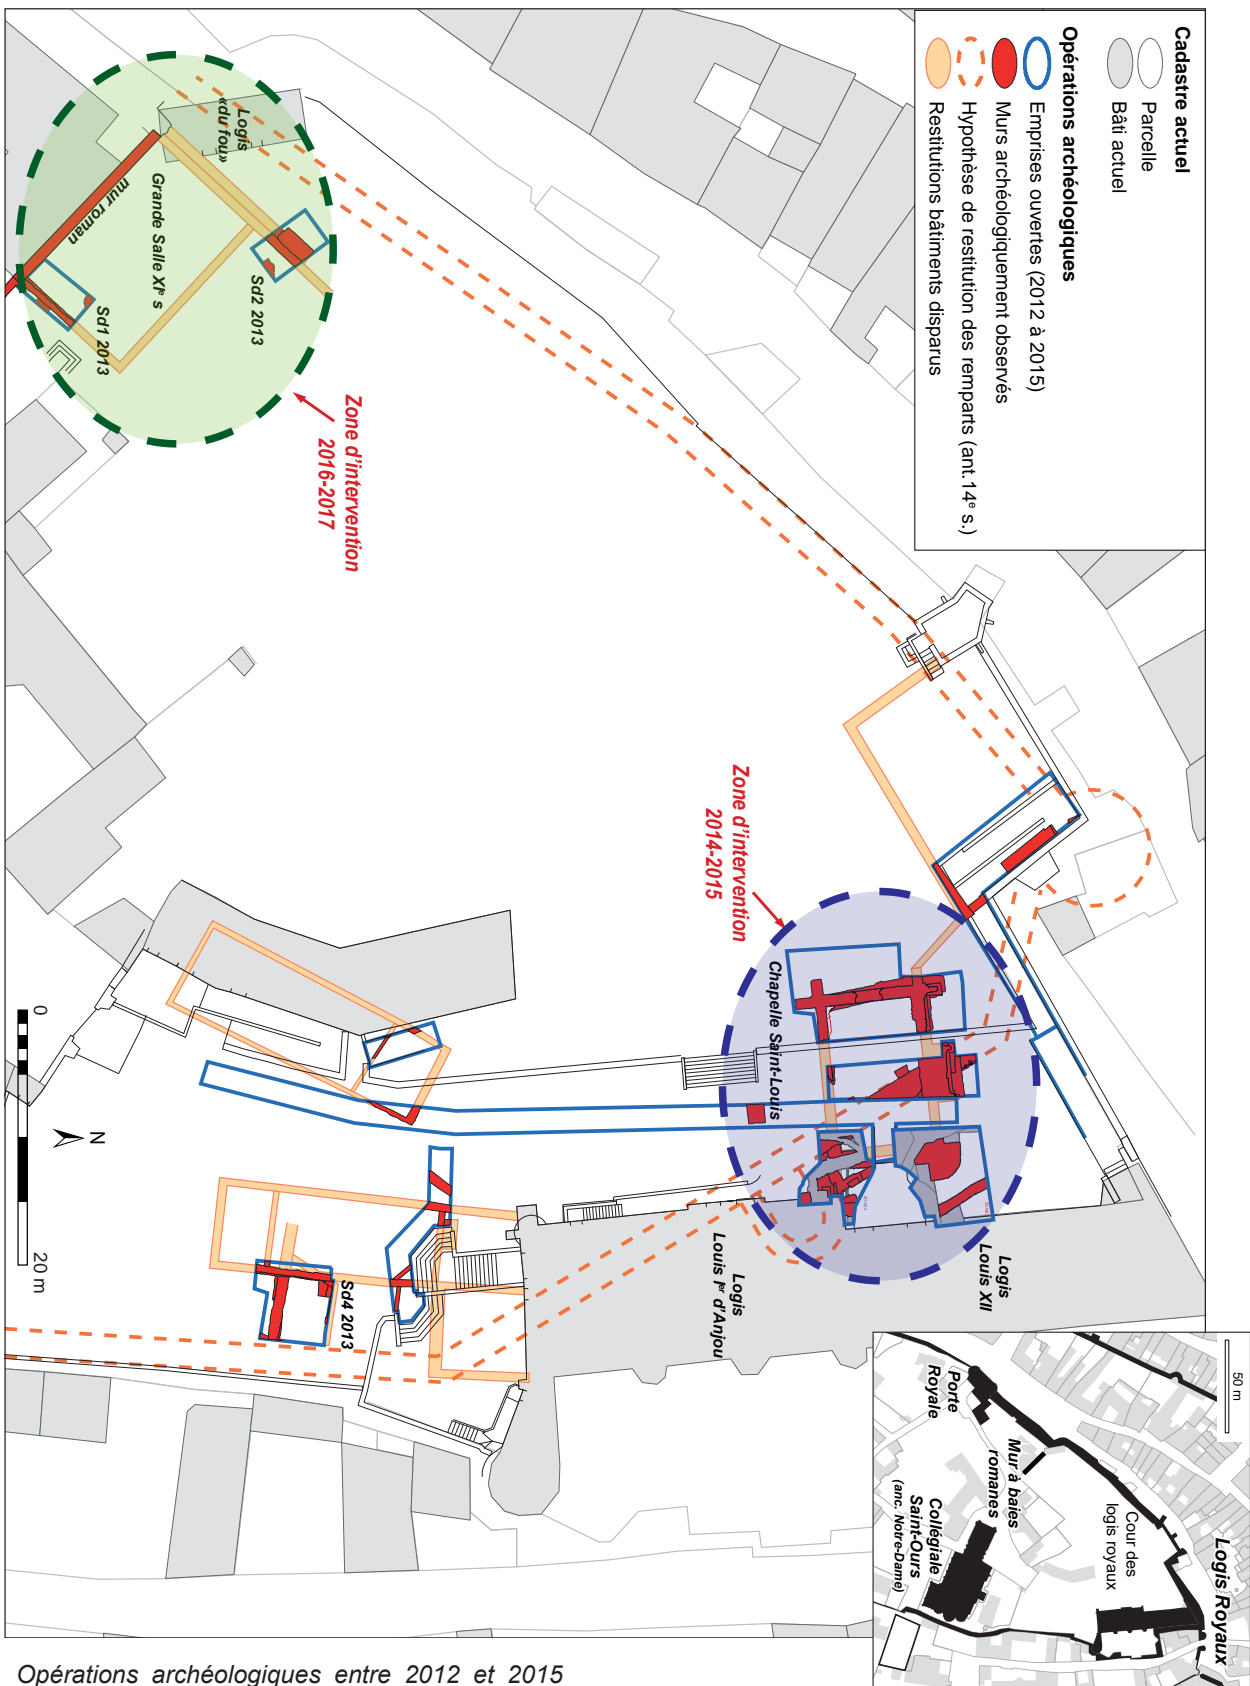 Cadastre actuel
Parcelle
Bâti actuel
Opérations archéologiques
Emprises ouvertes (2012 à 2015)
Murs archéologiquement observés
Hypothèse de restitution des remparts (ant.14e s.)
Restitutions bâtiments disparus
Logis
«du fou»
Grande Salle XIe s
mur roman
Sd2 2013
Sd1 2013
Zone d'intervention
2016-2017
Zone d'intervention
2014-2015
Chapelle Saint-Louis
Logis
Louis XII
Logis
Louis Ier d'Anjou
Sd4 2013
0
20 m
N
50 m
Logis Royaux
Cour des
logis royaux
Porte
Royale
Mur à baies
romanes
Collégiale
Saint-Ours
(anc. Notre-Dame)
Opérations archéologiques entre 2012 et 2015